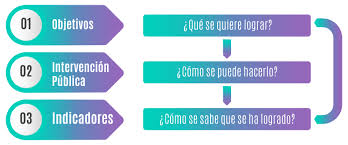 01 Objetivos
¿Qué se quiere lograr?
02 Intervención
Pública
¿Cómo se puede hacerlo?
03 Indicadores
¿Cómo se sabe que se ha logrado?